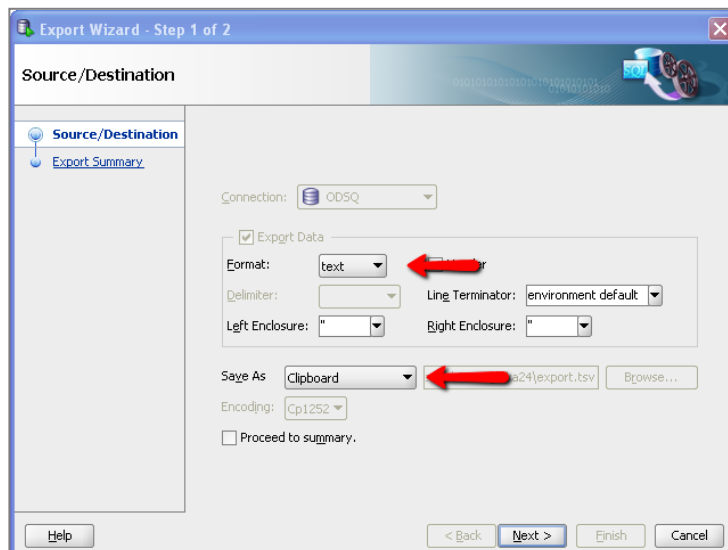 Export Wizard - Step 1 of 2
Source/Destination
SQL
Source/Destination
Export Summary
Connection: ODSQ
Export Data
Format: text
Delimiter: Line Terminator: environment default
Left Enclosure: " Right Enclosure: "
Save As Clipboard a24\export.tsv Browse...
Encoding: Cp1252
Proceed to summary.
Help < Back Next > Finish Cancel